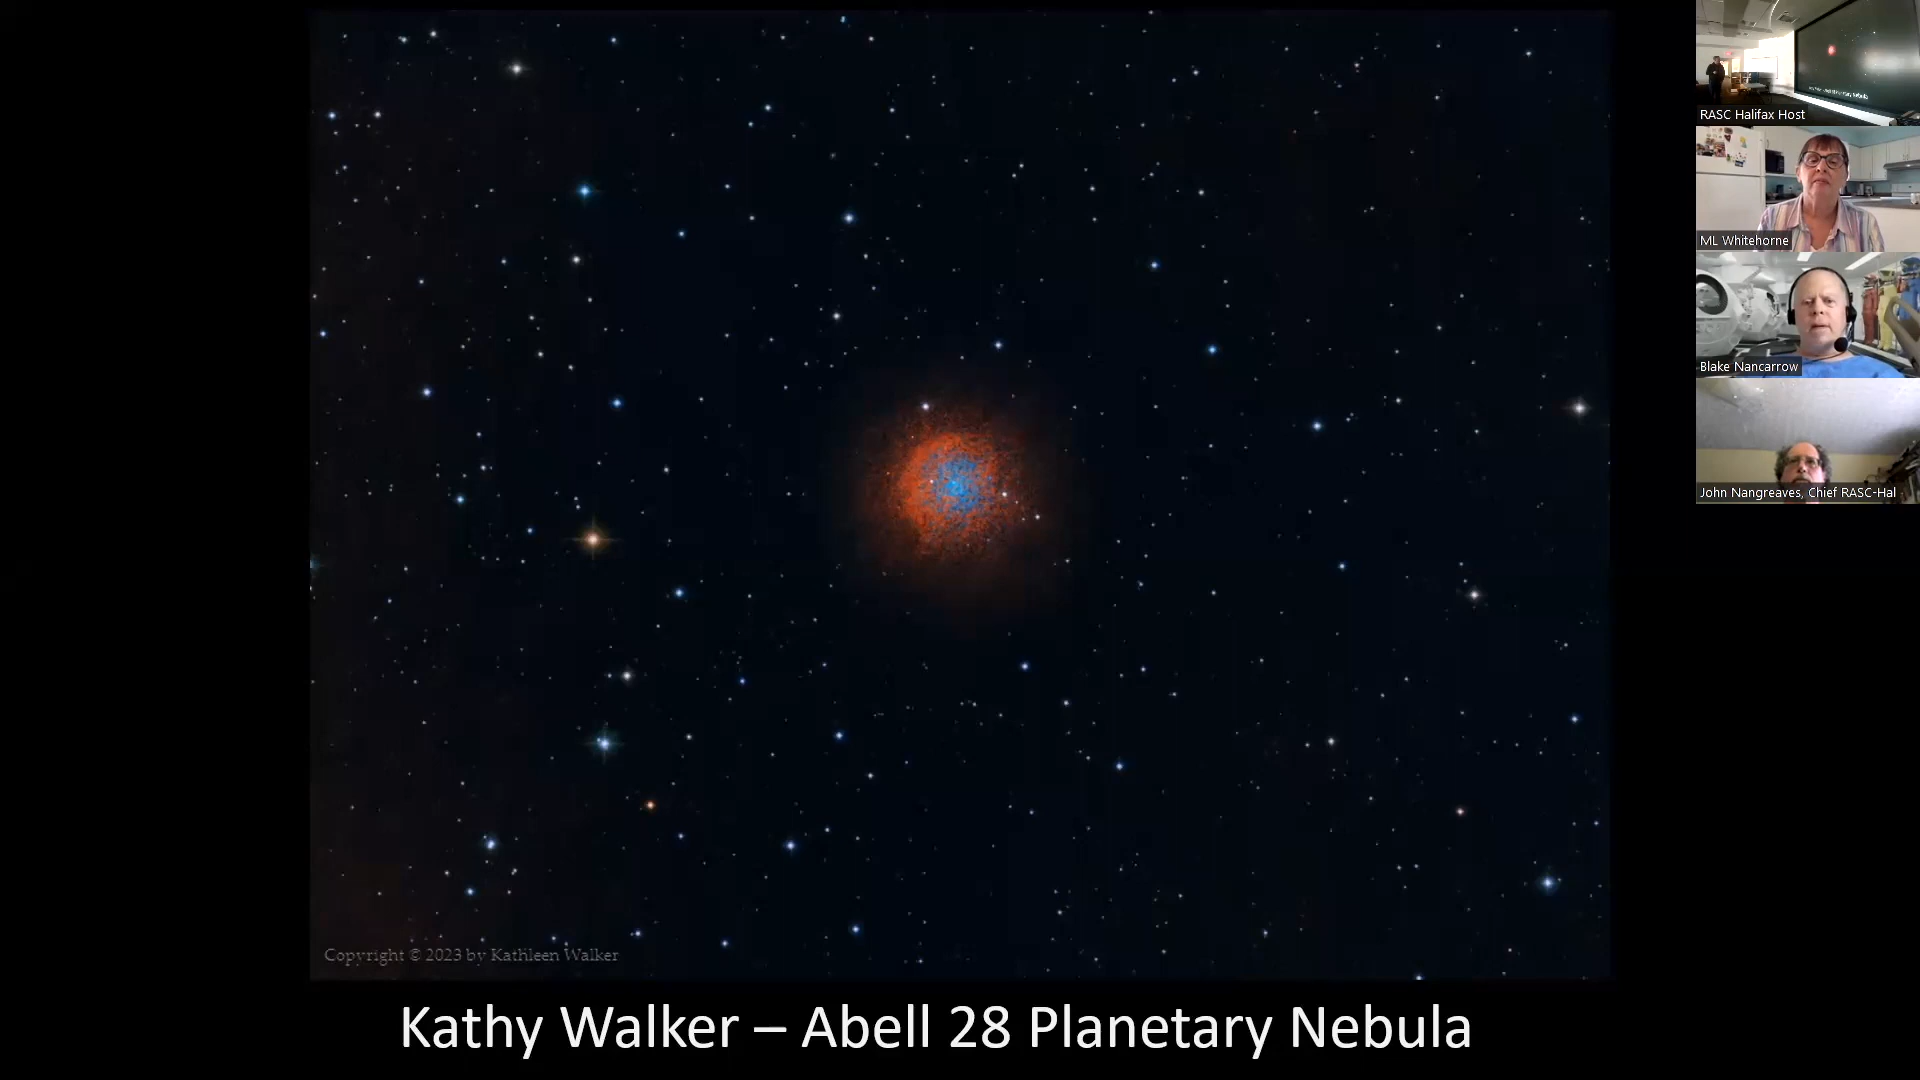 RASC Halifax Host
ML Whitehorne
Blake Nancarrow
John Nangreaves, Chief RASC-Hal
Copyright © 2023 by Kathleen Walker
Kathy Walker – Abell 28 Planetary Nebula